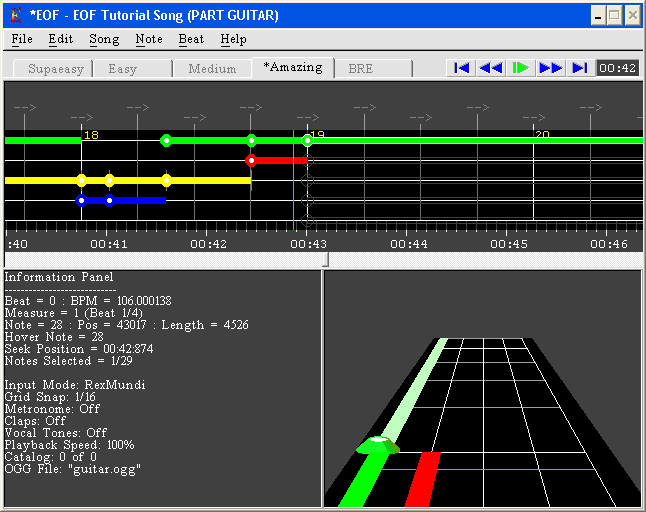 *EOF - EOF Tutorial Song (PART GUITAR)
File Edit Song Note Beat Help
Supaeasy Easy Medium *Amazing BRE 00:42
--> --> --> --> --> -->
--> --> --> --> --> -->
18 19 20
:40 00:41 00:42 00:43 00:44 00:45 00:46
Information Panel
----------------------------
Beat = 0 : BPM = 106.000138
Measure = 1 (Beat 1/4)
Note = 28 : Pos = 43017 : Length = 4526
Hover Note = 28
Seek Position = 00:42:874
Notes Selected = 1/29
Input Mode: RexMundi
Grid Snap: 1/16
Metronome: Off
Claps: Off
Vocal Tones: Off
Playback Speed: 100%
Catalog: 0 of 0
OGG File: "guitar.ogg"